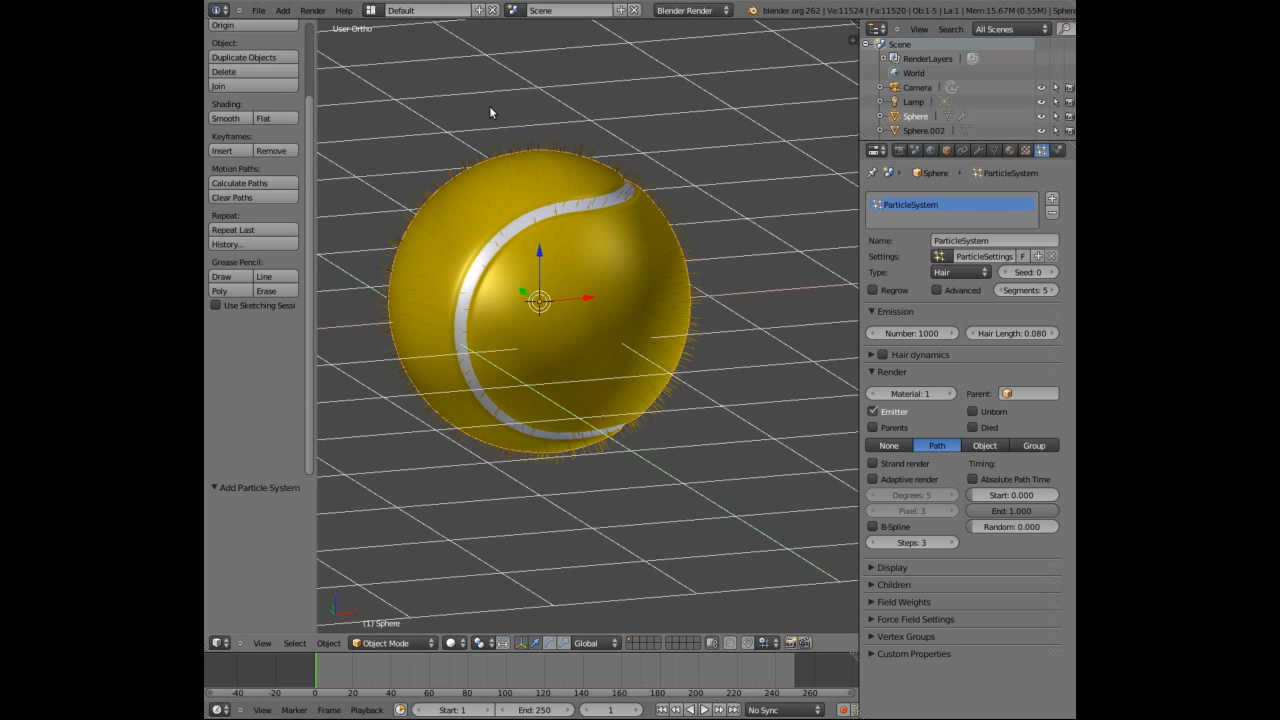 File Add Render Help Default Scene Blender Render blender.org 262 | Ve:11524 | Fa:11520 | Ob:1-5 | La:1 | Mem:15.67M (0.55M) | Sphere
Origin
Object:
Duplicate Objects
Delete
Join
Shading:
Smooth Flat
Keyframes:
Insert Remove
Motion Paths:
Calculate Paths
Clear Paths
Repeat:
Repeat Last
History...
Grease Pencil:
Draw Line
Poly Erase
Use Sketching Sessi
Add Particle System
User Ortho
(1) Sphere
View Select Object Object Mode Global
-40 -20 0 20 40 60 80 100 120 140 160 180 200 220 240 260
View Marker Frame Playback Start: 1 End: 250 1 No Sync
View Search All Scenes
Scene
RenderLayers
World
Camera
Lamp
Sphere
Sphere.002
Sphere ParticleSystem
ParticleSystem
Name: ParticleSystem
Settings: ParticleSettings F
Type: Hair Seed: 0
Regrow Advanced Segments: 5
Emission
Number: 1000 Hair Length: 0.080
Hair dynamics
Render
Material: 1 Parent:
Emitter Unborn
Parents Died
None Path Object Group
Strand render Timing:
Adaptive render Absolute Path Time
Degrees: 5 Start: 0.000
Pixel: 3 End: 1.000
B-Spline Random: 0.000
Steps: 3
Display
Children
Field Weights
Force Field Settings
Vertex Groups
Custom Properties